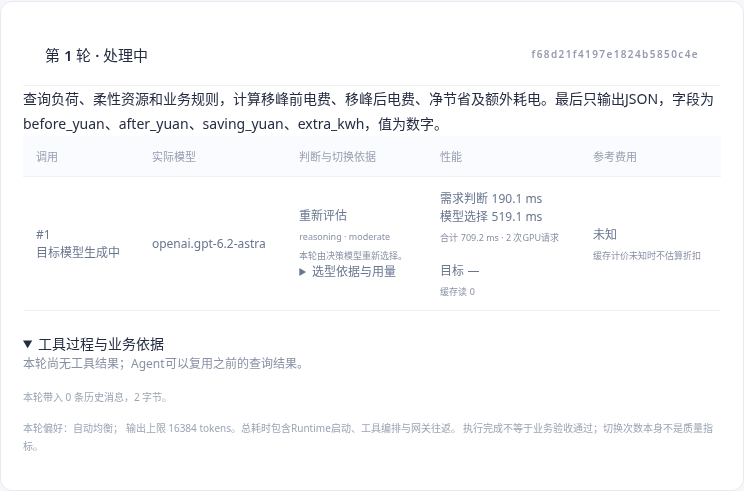 第 1 轮 · 处理中
f68d21f4197e1824b5850c4e
查询负荷、柔性资源和业务规则，计算移峰前电费、移峰后电费、净节省及额外耗电。最后只输出JSON，字段为
before_yuan、after_yuan、saving_yuan、extra_kwh，值为数字。
调用 实际模型 判断与切换依据 性能 参考费用
#1
目标模型生成中
openai.gpt-6.2-astra
重新评估
reasoning · moderate
本轮由决策模型重新选择。
▶ 选型依据与用量
需求判断 190.1 ms
模型选择 519.1 ms
合计 709.2 ms · 2 次GPU请求
目标 —
缓存读 0
未知
缓存计价未知时不估算折扣
▼ 工具过程与业务依据
本轮尚无工具结果；Agent可以复用之前的查询结果。
本轮带入 0 条历史消息，2 字节。
本轮偏好：自动均衡； 输出上限 16384 tokens。总耗时包含Runtime启动、工具编排与网关往返。 执行完成不等于业务验收通过；切换次数本身不是质量指
标。